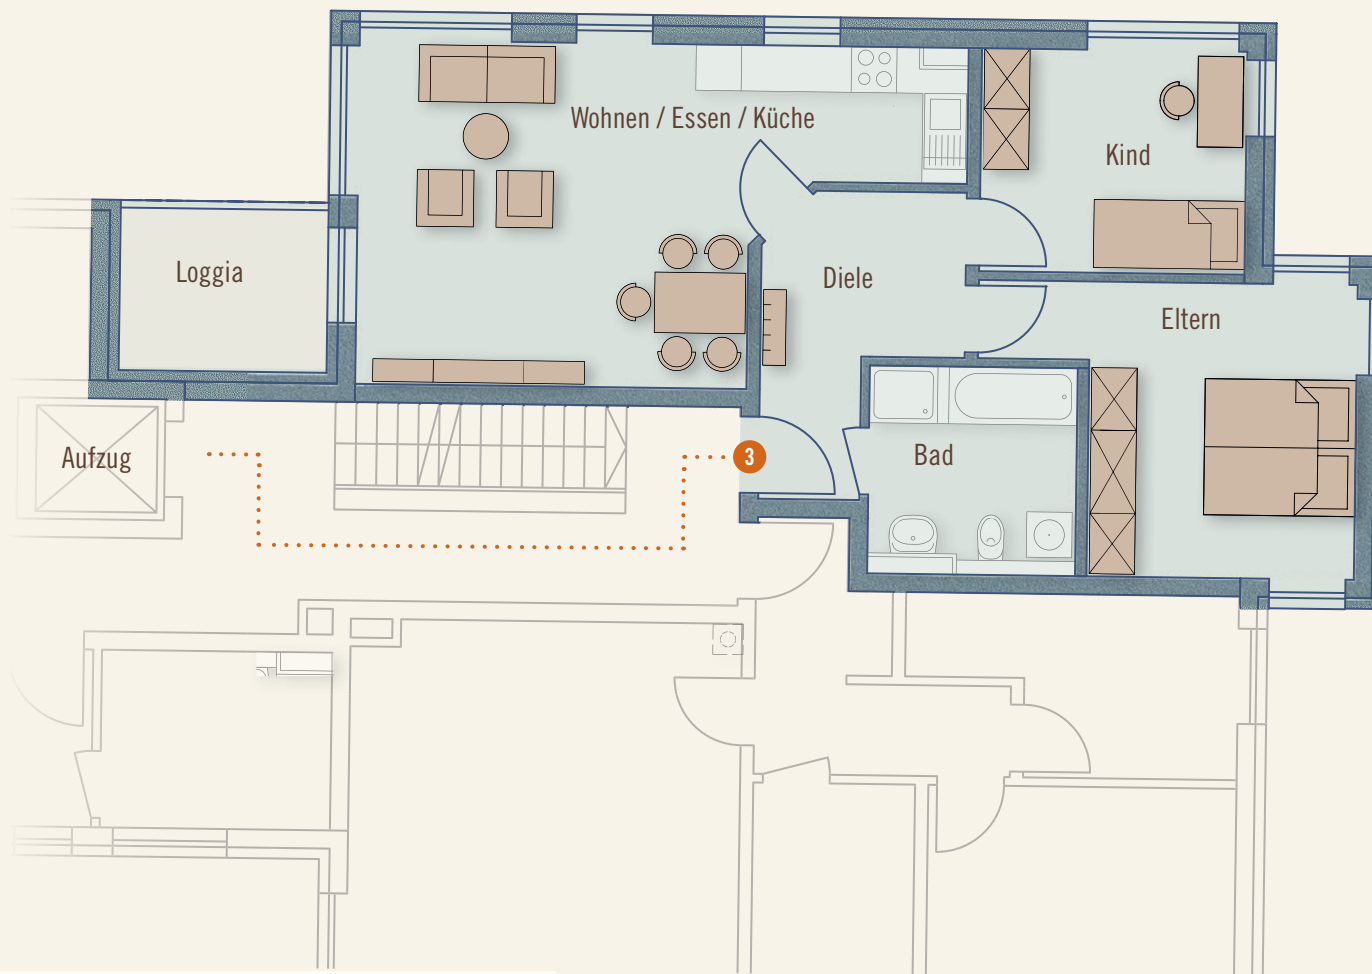 Wohnen / Essen / Küche
Kind
Loggia
Diele
Eltern
Aufzug
3
Bad